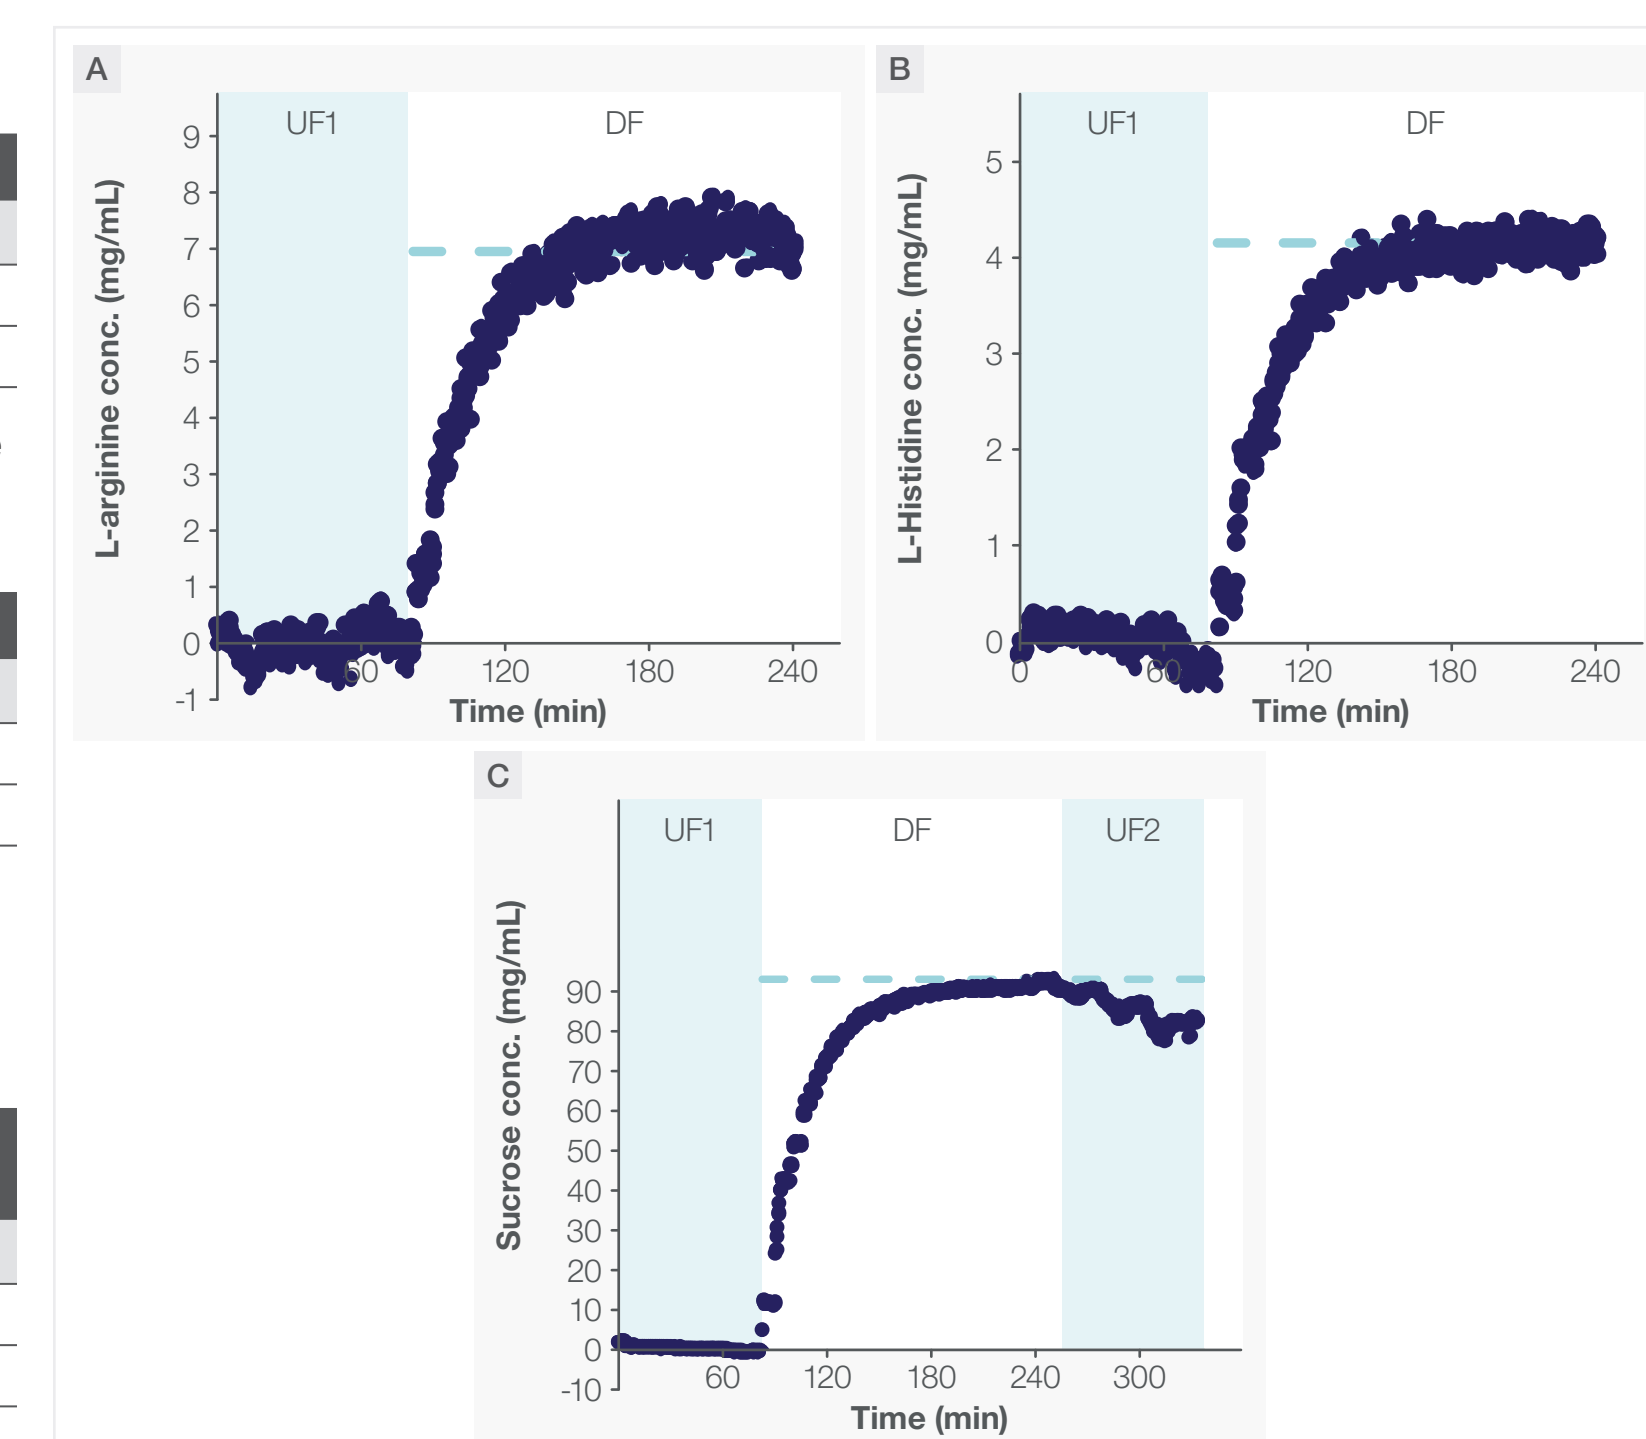 A
UF1
DF
L-arginine conc. (mg/mL)
9
8
7
6
5
4
3
2
1
0
-1
60
120
180
240
Time (min)
B
UF1
DF
L-Histidine conc. (mg/mL)
5
4
3
2
1
0
0
60
120
180
240
Time (min)
C
UF1
DF
UF2
Sucrose conc. (mg/mL)
90
80
70
60
50
40
30
20
10
0
-10
60
120
180
240
300
Time (min)